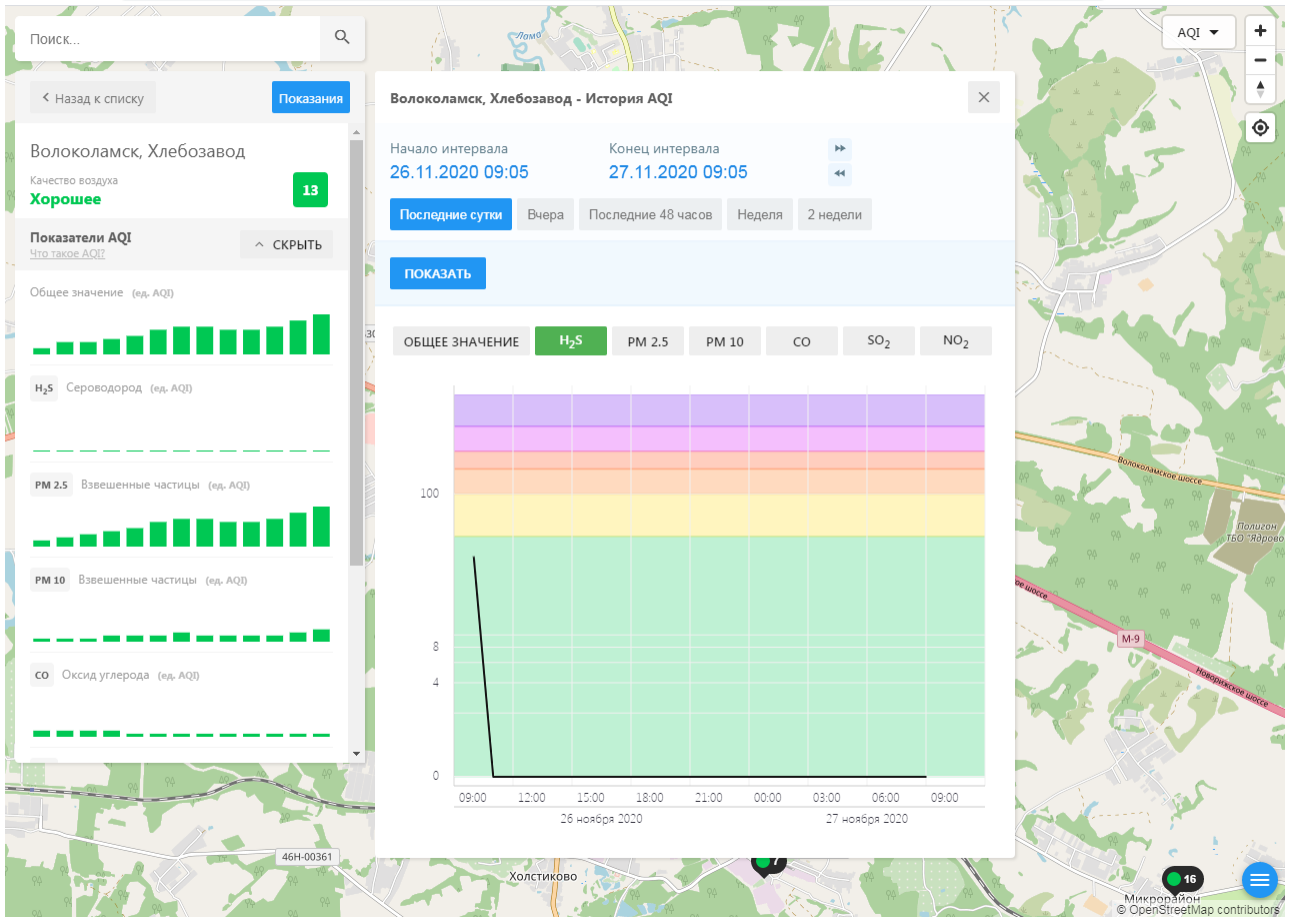 Поиск...
AQI
Назад к списку
Показания
Волоколамск, Хлебозавод
Качество воздуха
Хорошее
13
Показатели AQI
Что такое AQI?
СКРЫТЬ
Общее значение (ед. AQI)
H2S Сероводород (ед. AQI)
PM 2.5 Взвешенные частицы (ед. AQI)
PM 10 Взвешенные частицы (ед. AQI)
CO Оксид углерода (ед. AQI)
Волоколамск, Хлебозавод - История AQI
Начало интервала
26.11.2020 09:05
Конец интервала
27.11.2020 09:05
Последние сутки Вчера Последние 48 часов Неделя 2 недели
ПОКАЗАТЬ
ОБЩЕЕ ЗНАЧЕНИЕ H2S PM 2.5 PM 10 CO SO2 NO2
100
8
4
0
09:00 12:00 15:00 18:00 21:00 00:00 03:00 06:00 09:00
26 ноября 2020 27 ноября 2020
Волоколамское шоссе
Полигон
ТБО "Ядрово
М-9
Новорижское шоссе
46Н-00361
Холстиково
7
16
Микрорайон
© OpenStreetMap contributors